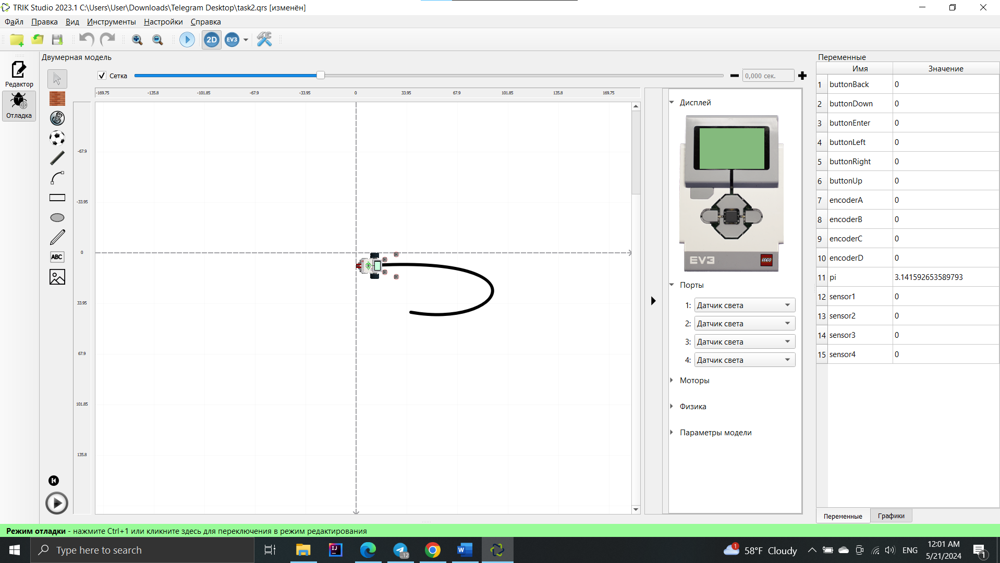 TRIK Studio 2023.1 C:\Users\User\Downloads\Telegram Desktop\task2.qrs [изменён]
Файл Правка Вид Инструменты Настройки Справка
2D EV3
Двумерная модель
Редактор
Отладка
Сетка
0,000 сек.
-169.75 -135.8 -101.85 -67.9 -33.95 0 33.95 67.9 101.85 135.8 169.75
-67.9
-33.95
0
33.95
67.9
101.85
135.8
ABC
Дисплей
EV3 LEGO
Порты
1: Датчик света
2: Датчик света
3: Датчик света
4: Датчик света
Моторы
Физика
Параметры модели
Переменные
Имя Значение
1 buttonBack 0
2 buttonDown 0
3 buttonEnter 0
4 buttonLeft 0
5 buttonRight 0
6 buttonUp 0
7 encoderA 0
8 encoderB 0
9 encoderC 0
10 encoderD 0
11 pi 3.141592653589793
12 sensor1 0
13 sensor2 0
14 sensor3 0
15 sensor4 0
Переменные Графики
Режим отладки - нажмите Ctrl+1 или кликните здесь для переключения в режим редактирования
Type here to search
IJ
..12
W
1
58°F Cloudy
ENG
12:01 AM
5/21/2024
1